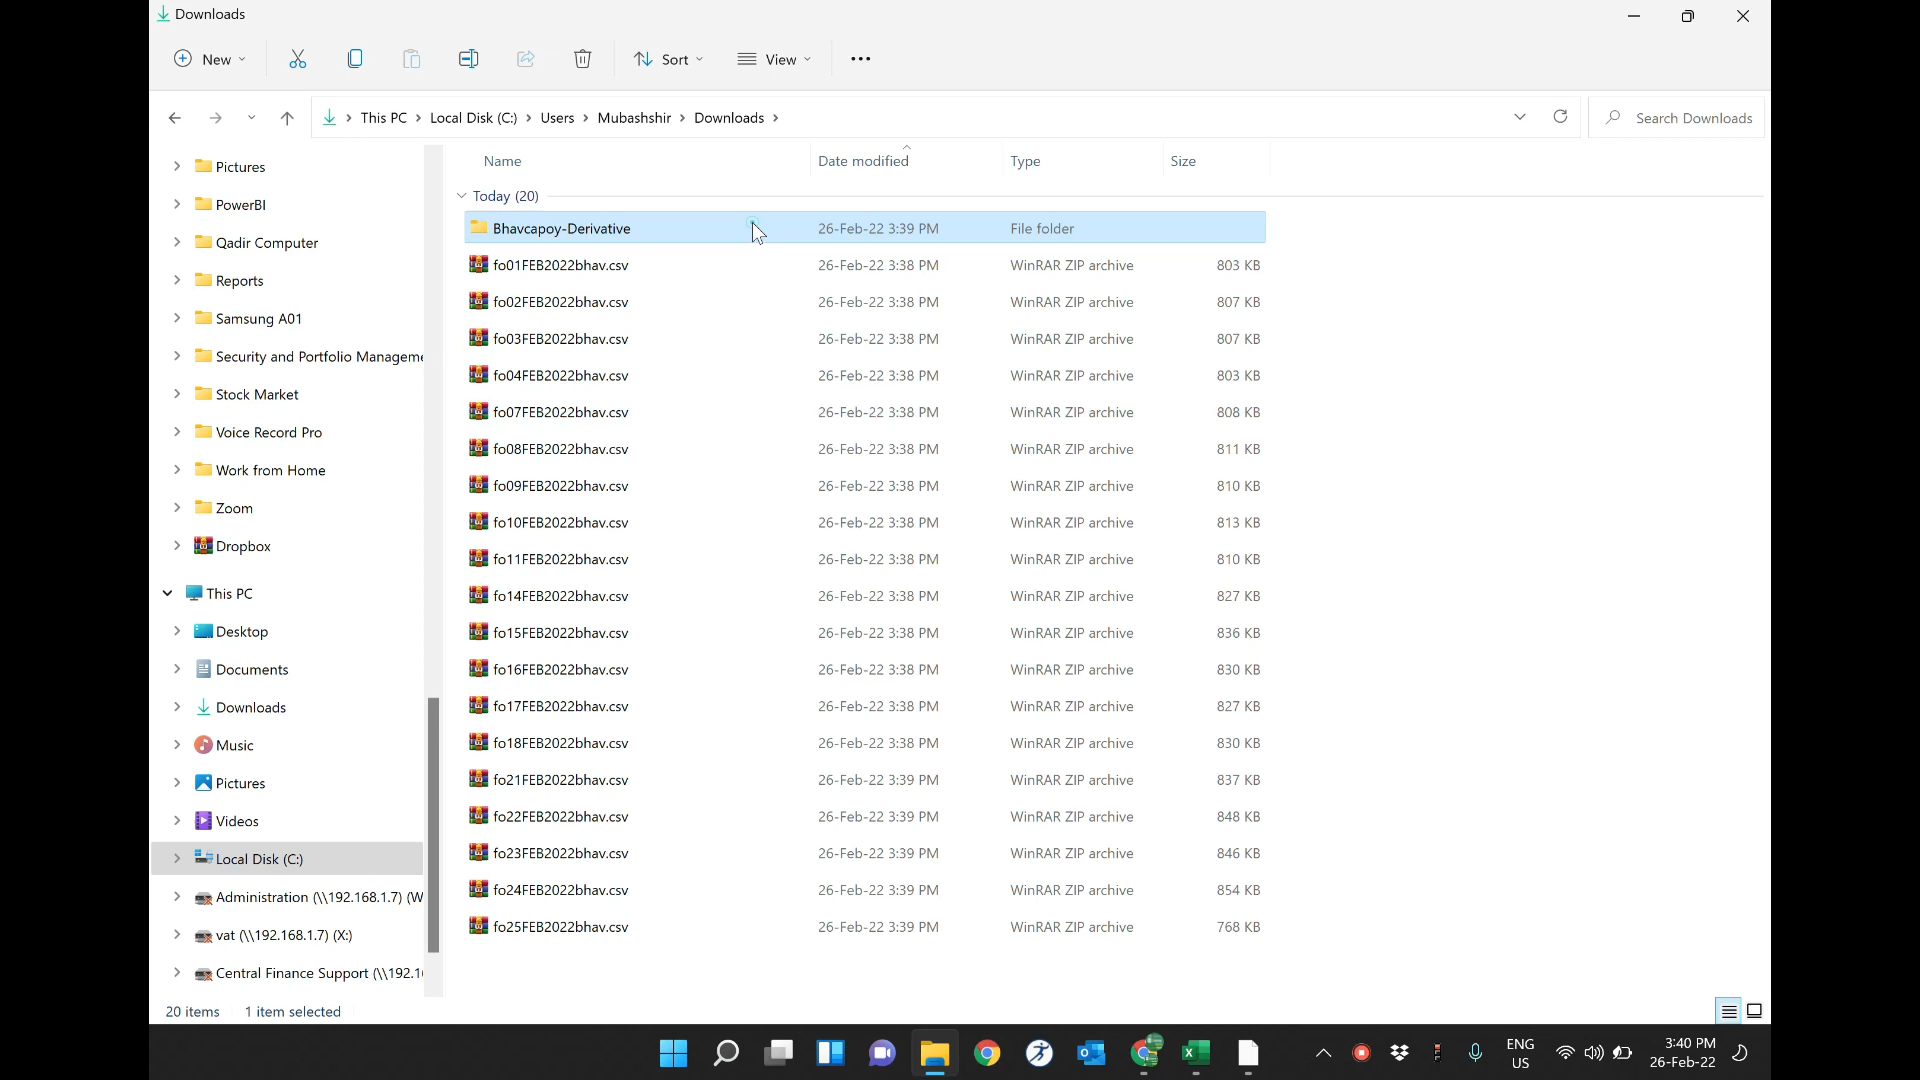 Downloads
New Sort View
This PC Local Disk (C:) Users Mubashshir Downloads Search Downloads
Pictures
PowerBI
Qadir Computer
Reports
Samsung A01
Security and Portfolio Manageme
Stock Market
Voice Record Pro
Work from Home
Zoom
Dropbox
This PC
Desktop
Documents
Downloads
Music
Pictures
Videos
Local Disk (C:)
Administration (\\192.168.1.7) (W
vat (\\192.168.1.7) (X:)
Central Finance Support (\\192.1
Name Date modified Type Size
Today (20)
Bhavcapoy-Derivative 26-Feb-22 3:39 PM File folder
fo01FEB2022bhav.csv 26-Feb-22 3:38 PM WinRAR ZIP archive 803 KB
fo02FEB2022bhav.csv 26-Feb-22 3:38 PM WinRAR ZIP archive 807 KB
fo03FEB2022bhav.csv 26-Feb-22 3:38 PM WinRAR ZIP archive 807 KB
fo04FEB2022bhav.csv 26-Feb-22 3:38 PM WinRAR ZIP archive 803 KB
fo07FEB2022bhav.csv 26-Feb-22 3:38 PM WinRAR ZIP archive 808 KB
fo08FEB2022bhav.csv 26-Feb-22 3:38 PM WinRAR ZIP archive 811 KB
fo09FEB2022bhav.csv 26-Feb-22 3:38 PM WinRAR ZIP archive 810 KB
fo10FEB2022bhav.csv 26-Feb-22 3:38 PM WinRAR ZIP archive 813 KB
fo11FEB2022bhav.csv 26-Feb-22 3:38 PM WinRAR ZIP archive 810 KB
fo14FEB2022bhav.csv 26-Feb-22 3:38 PM WinRAR ZIP archive 827 KB
fo15FEB2022bhav.csv 26-Feb-22 3:38 PM WinRAR ZIP archive 836 KB
fo16FEB2022bhav.csv 26-Feb-22 3:38 PM WinRAR ZIP archive 830 KB
fo17FEB2022bhav.csv 26-Feb-22 3:38 PM WinRAR ZIP archive 827 KB
fo18FEB2022bhav.csv 26-Feb-22 3:38 PM WinRAR ZIP archive 830 KB
fo21FEB2022bhav.csv 26-Feb-22 3:39 PM WinRAR ZIP archive 837 KB
fo22FEB2022bhav.csv 26-Feb-22 3:39 PM WinRAR ZIP archive 848 KB
fo23FEB2022bhav.csv 26-Feb-22 3:39 PM WinRAR ZIP archive 846 KB
fo24FEB2022bhav.csv 26-Feb-22 3:39 PM WinRAR ZIP archive 854 KB
fo25FEB2022bhav.csv 26-Feb-22 3:39 PM WinRAR ZIP archive 768 KB
20 items 1 item selected
ENG 3:40 PM
US 26-Feb-22